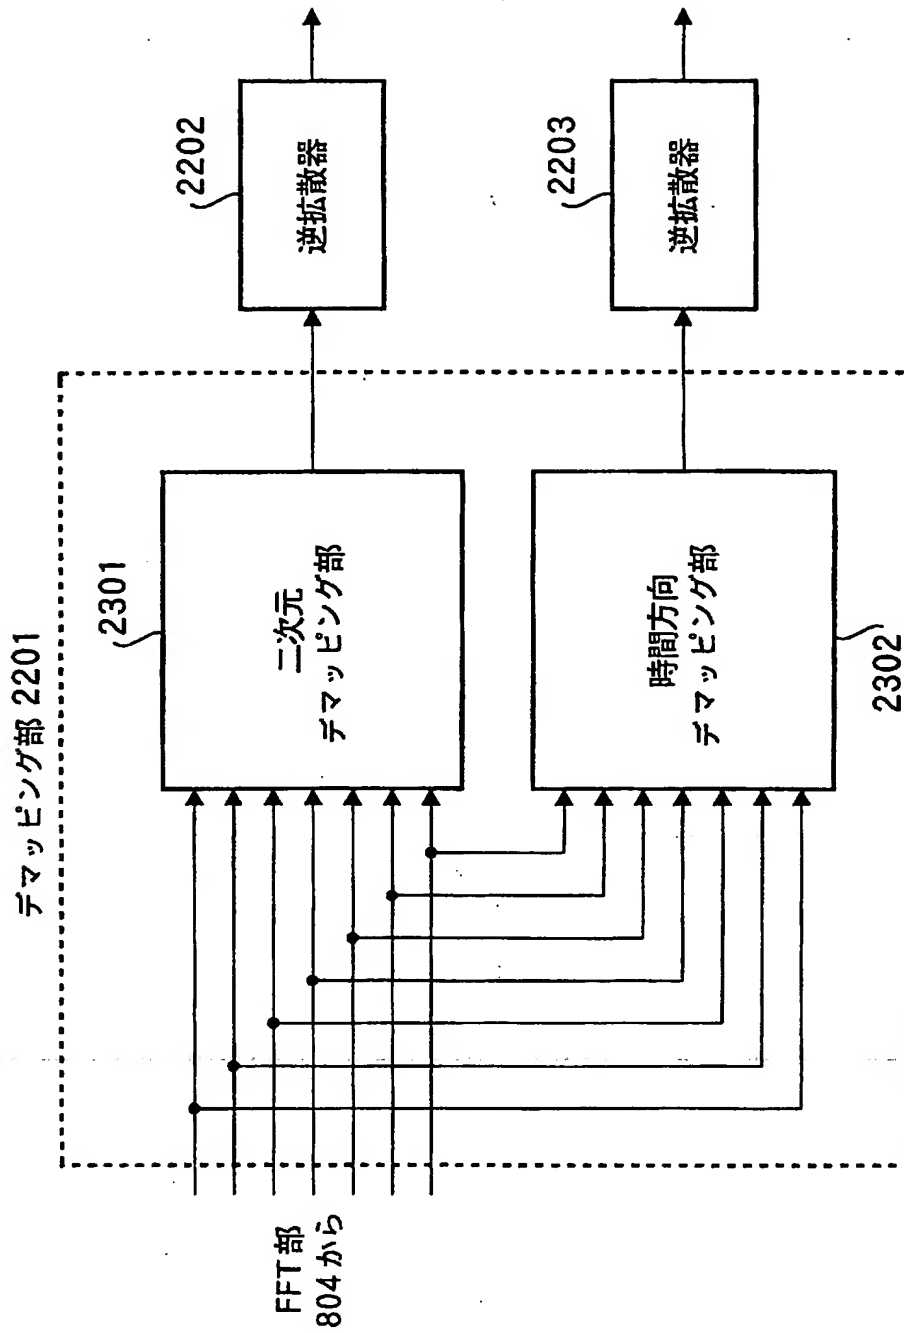 デマッピング部 2201
FFT部
804から
2301
二次元
デマッピング部
2202
逆拡散器
時間方向
デマッピング部
2302
2203
逆拡散器